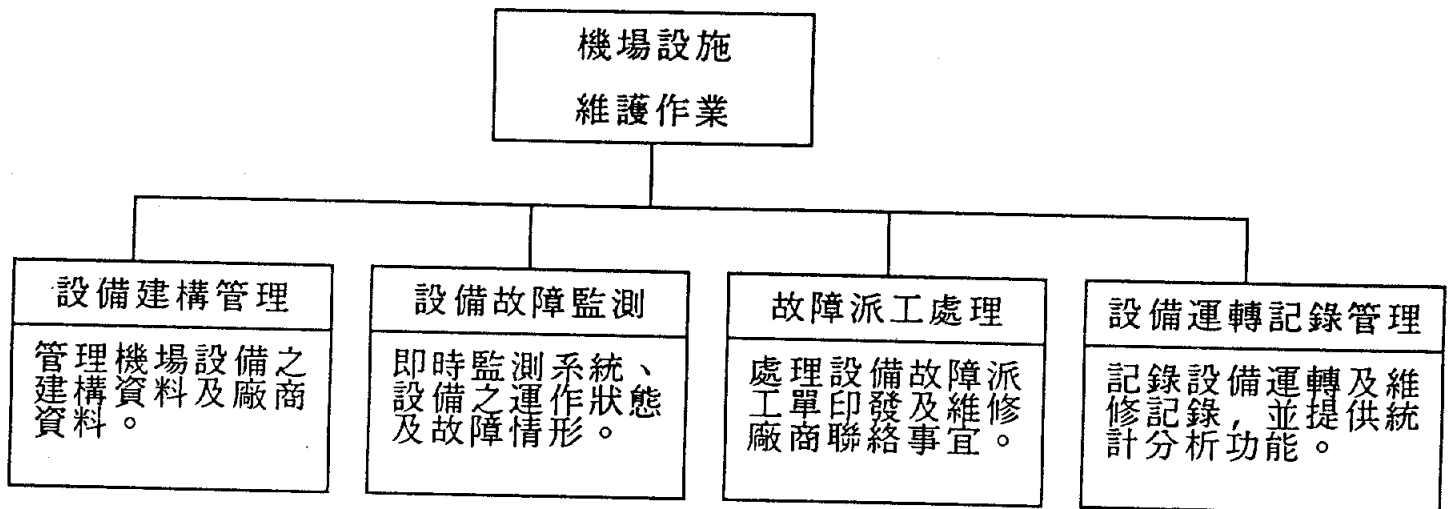 機場設施
維護作業
設備建構管理
管理機場設備之
建構資料及廠商
資料。
設備故障監測
即時監測系統、
設備之運作狀態
及故障情形。
故障派工處理
處理設備故障派
工單印發及維修
廠商聯絡事宜。
設備運轉記錄管理
記錄設備運轉及維
修記錄,並提供統
計分析功能。